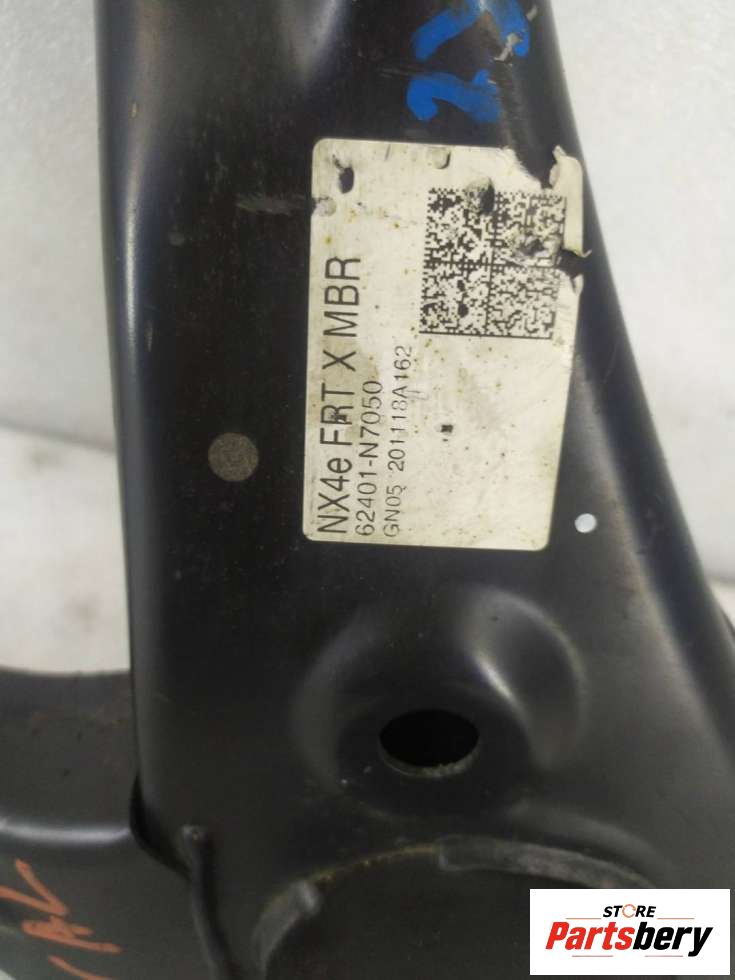 NX4e FRT X MBR
62401-N7050
GN05 201118A162
STORE
Partsbery